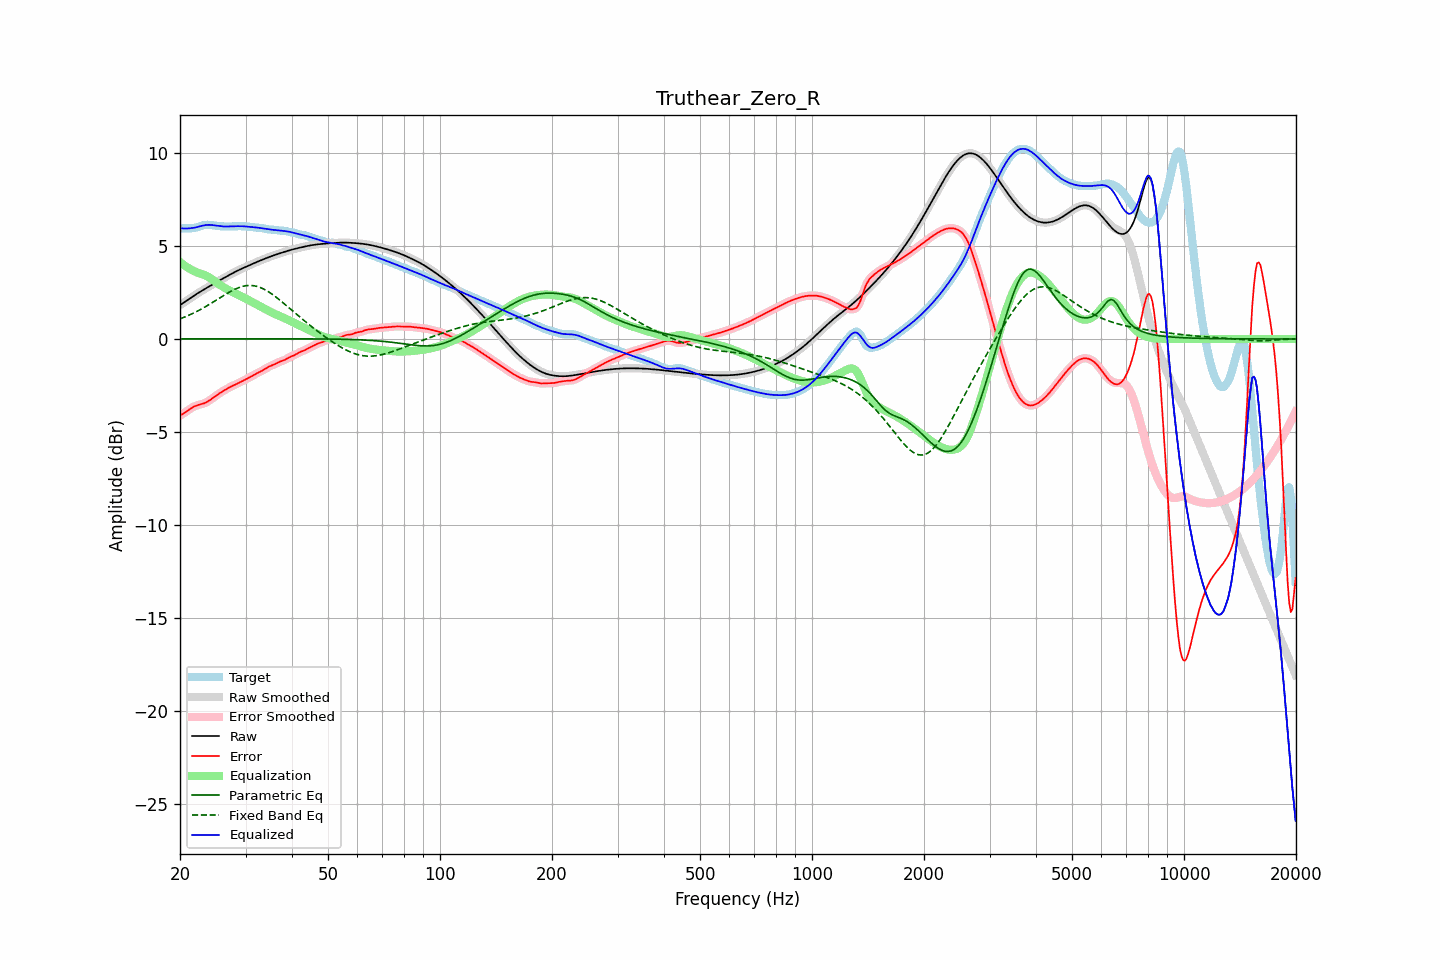 Truthear_Zero_R
Amplitude (dBr)
10
5
0
−5
−10
−15
−20
−25
Target
Raw Smoothed
Error Smoothed
Raw
Error
Equalization
Parametric Eq
Fixed Band Eq
Equalized
20 50 100 200 500 1000 2000 5000 10000 20000
Frequency (Hz)